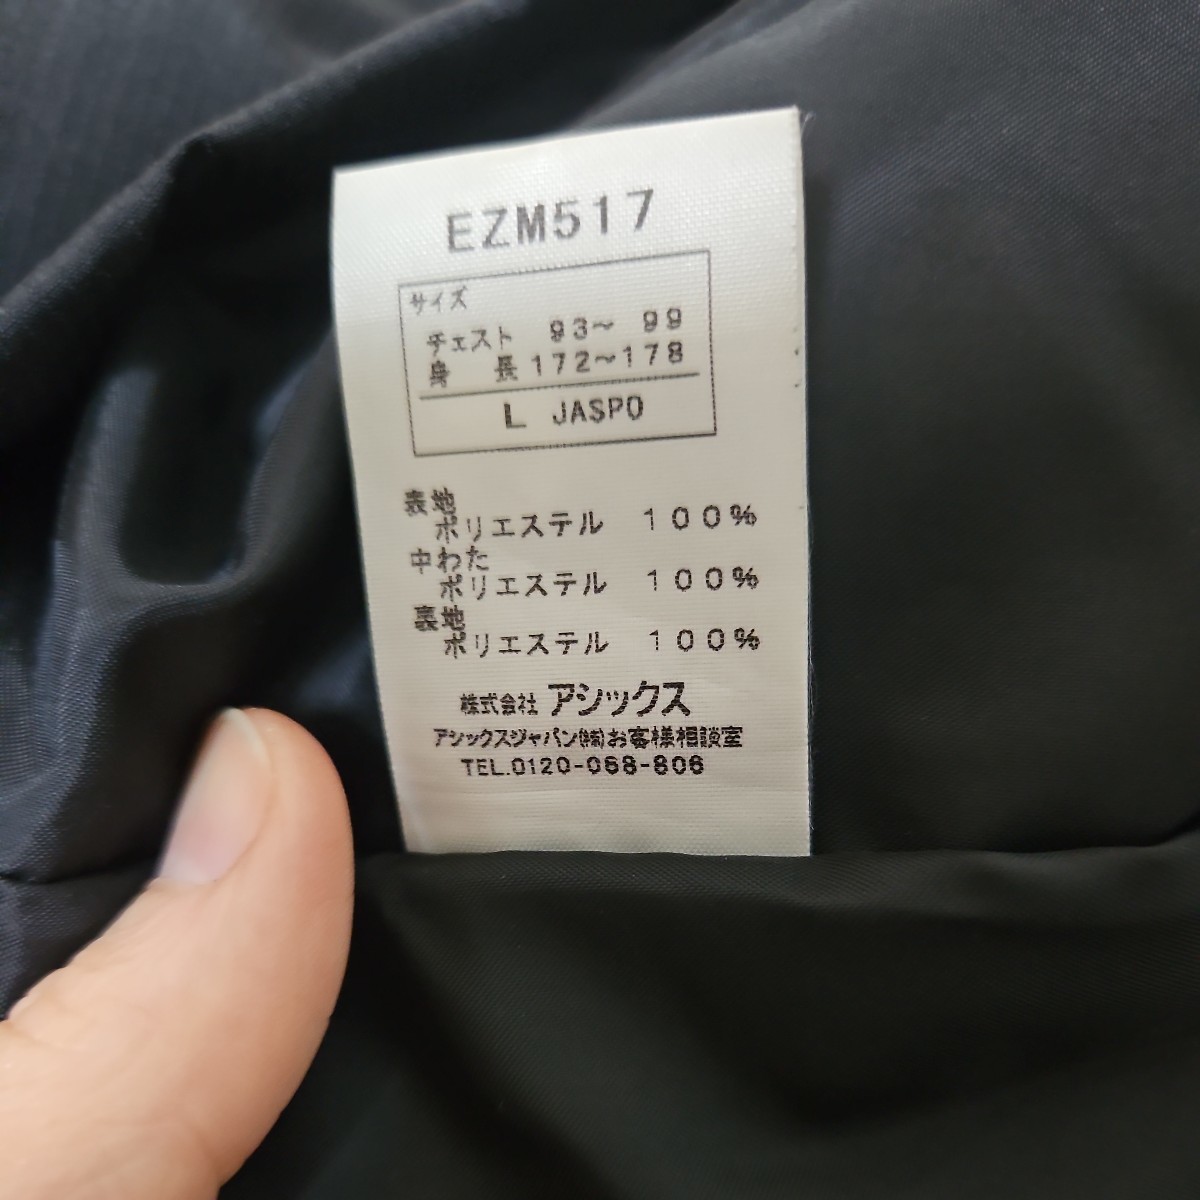 EZM517
サイズ
チェスト 93～ 99
身 長 172～178
L JASPO
表地
ポリエステル 100%
中わた
ポリエステル 100%
裏地
ポリエステル 100%
株式会社 アシックス
アシックスジャパン㈱お客様相談室
TEL.0120-068-806